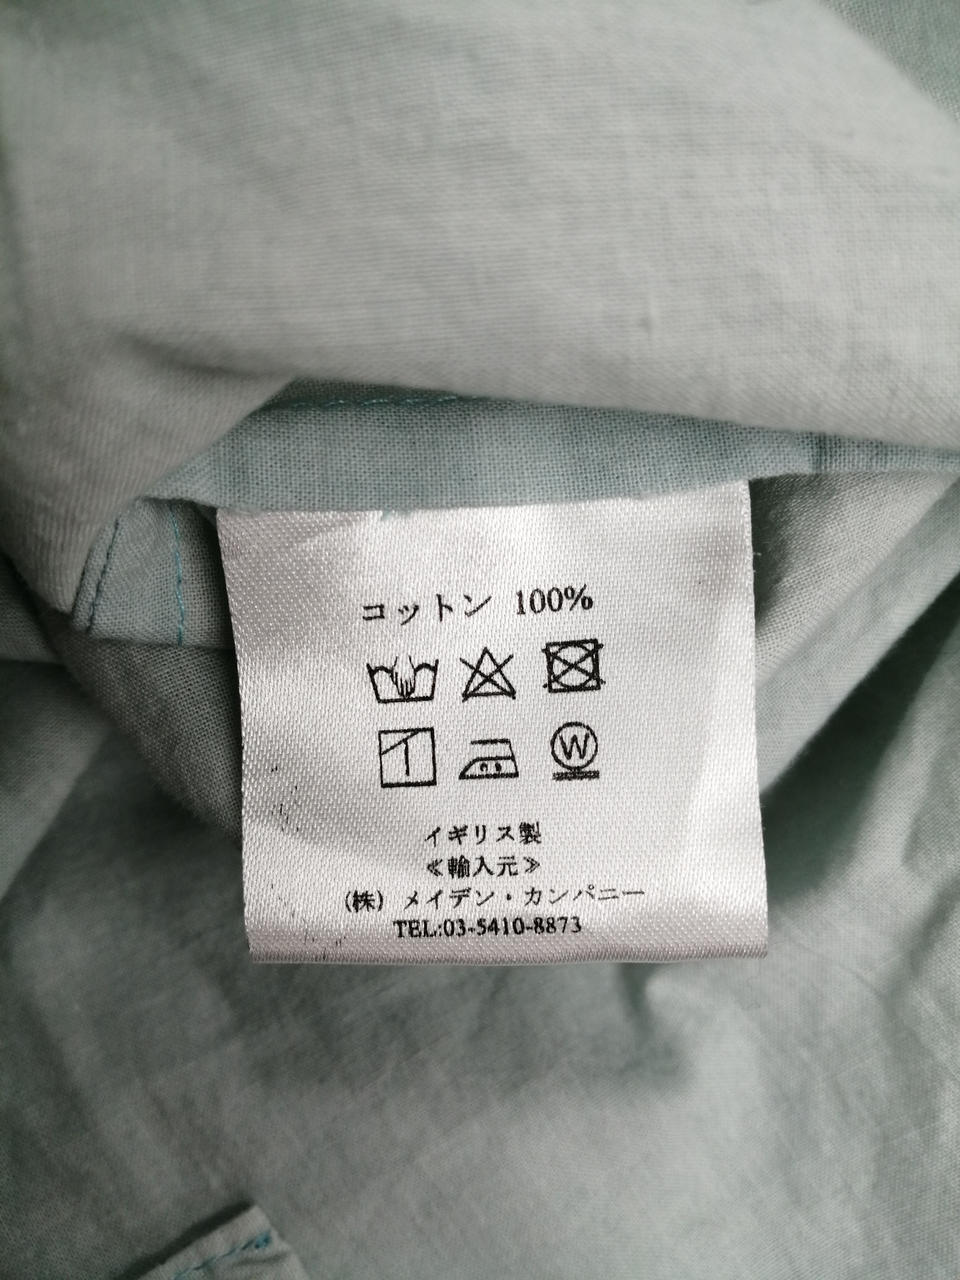 コットン 100%
W
イギリス製
≪輸入元≫
(株) メイデン・カンパニー
TEL:03-5410-8873